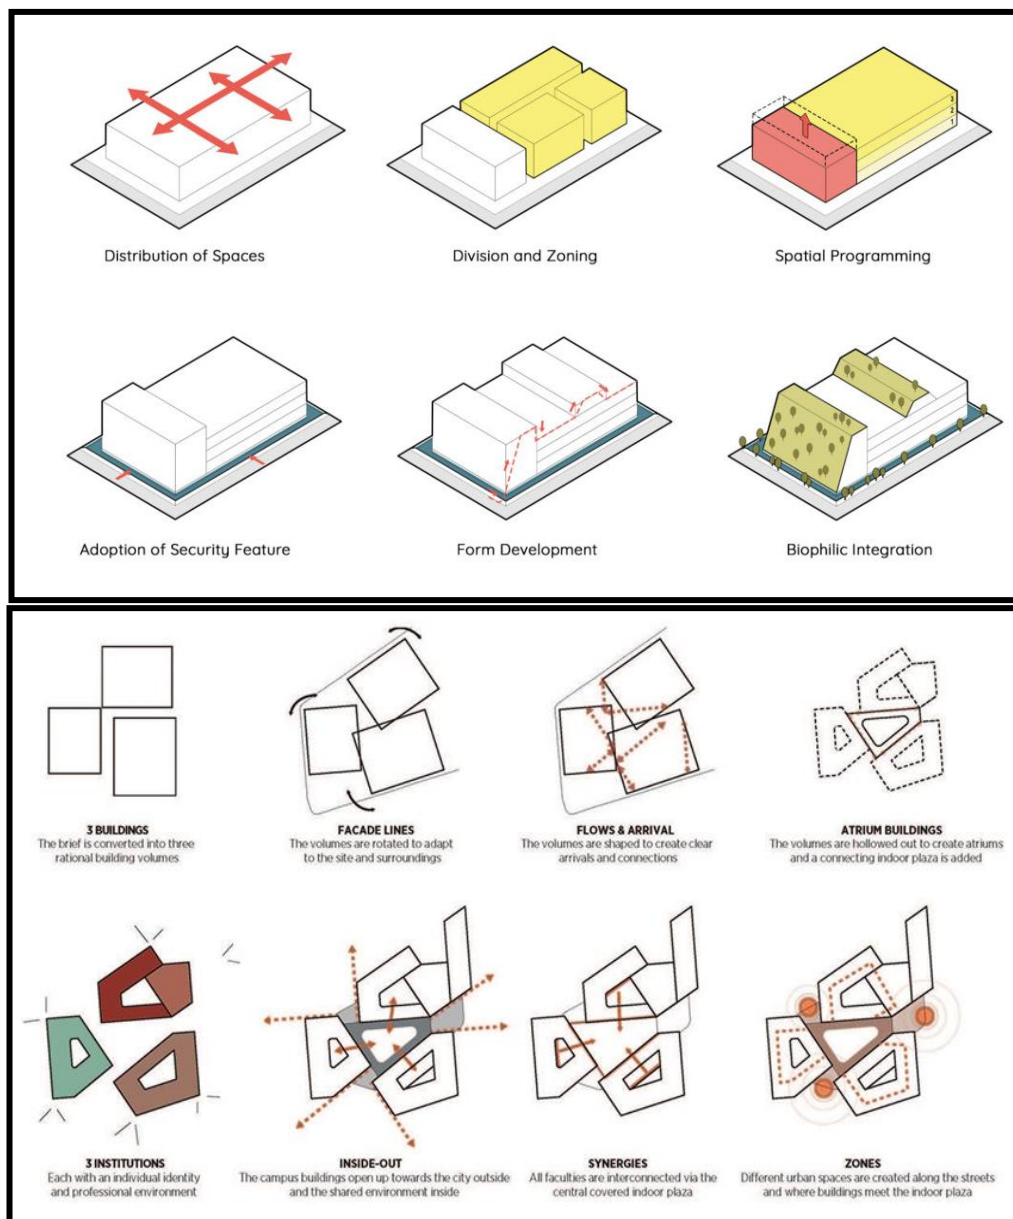 3
2
1
Distribution of Spaces
Division and Zoning
Spatial Programming
Adoption of Security Feature
Form Development
Biophilic Integration
3 BUILDINGS
The brief is converted into three
rational building volumes
FACADE LINES
The volumes are rotated to adapt
to the site and surroundings
FLOWS & ARRIVAL
The volumes are shaped to create clear
arrivals and connections
ATRIUM BUILDINGS
The volumes are hollowed out to create atriums
and a connecting indoor plaza is added
3 INSTITUTIONS
Each with an individual identity
and professional environment
INSIDE-OUT
The campus buildings open up towards the city outside
and the shared environment inside
SYNERGIES
All faculties are interconnected via the
central covered indoor plaza
ZONES
Different urban spaces are created along the streets
and where buildings meet the indoor plaza